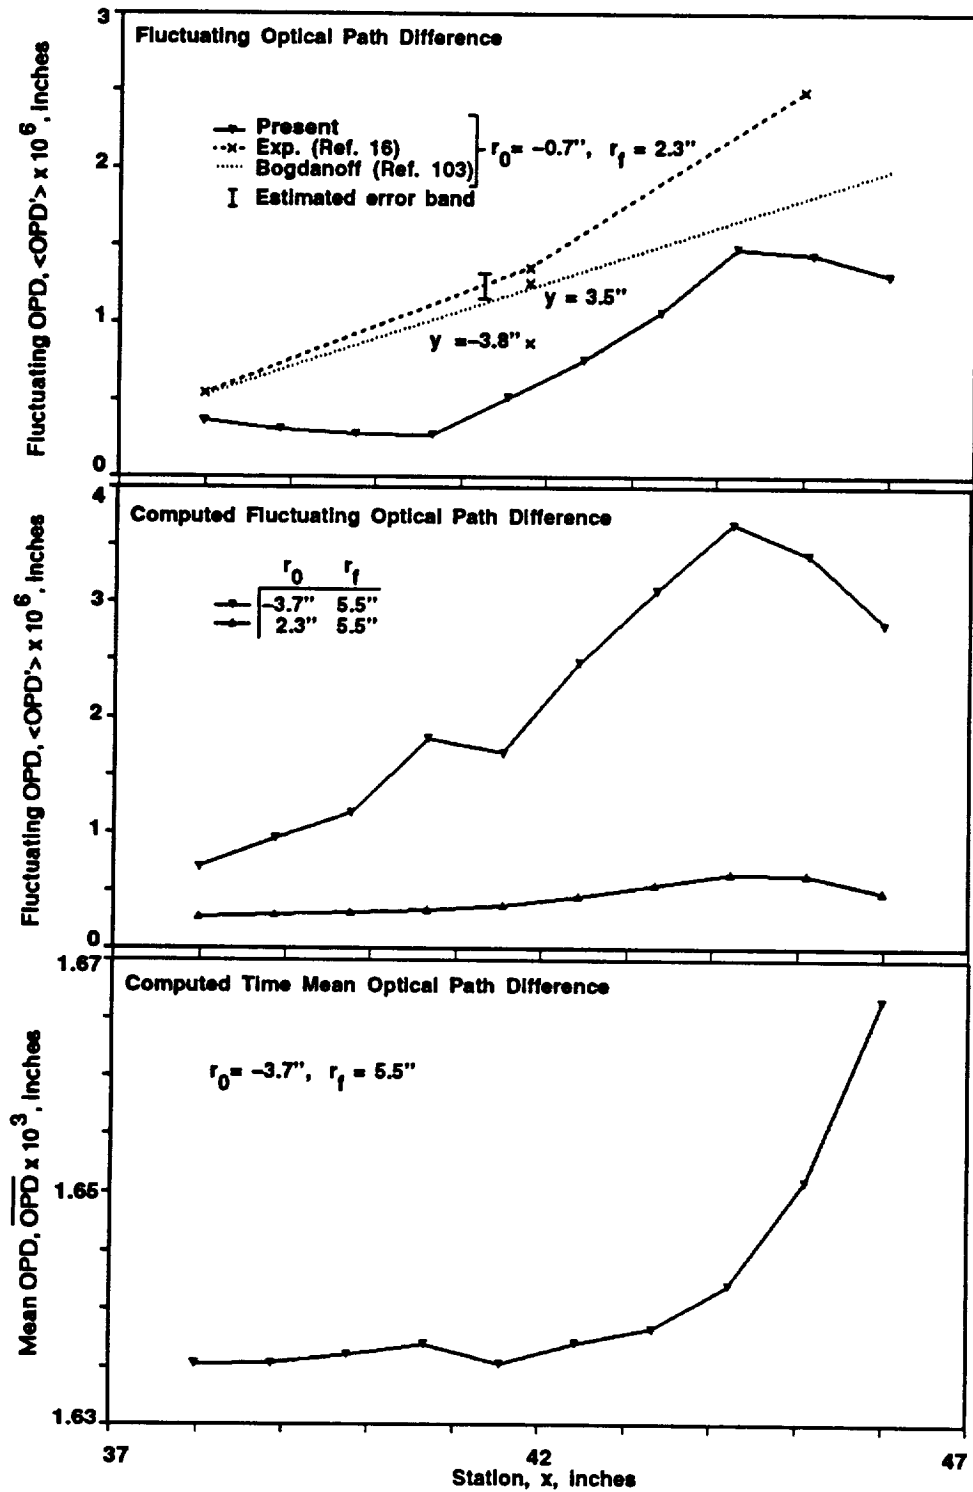 3
Fluctuating Optical Path Difference
Present
Exp. (Ref. 16)
Bogdanoff (Ref. 103)
r0= −0.7", rf = 2.3"
Estimated error band
2
y = 3.5"
y =−3.8"
1
0
Fluctuating OPD, <OPD'> x 10^6, inches
4
Computed Fluctuating Optical Path Difference
r0 rf
−3.7" 5.5"
2.3" 5.5"
3
2
1
0
Fluctuating OPD, <OPD'> x 10^6, inches
1.67
Computed Time Mean Optical Path Difference
r0= −3.7", rf = 5.5"
1.65
1.63
Mean OPD, O̅P̅D̅ x 10^3, inches
37 42 47
Station, x, inches